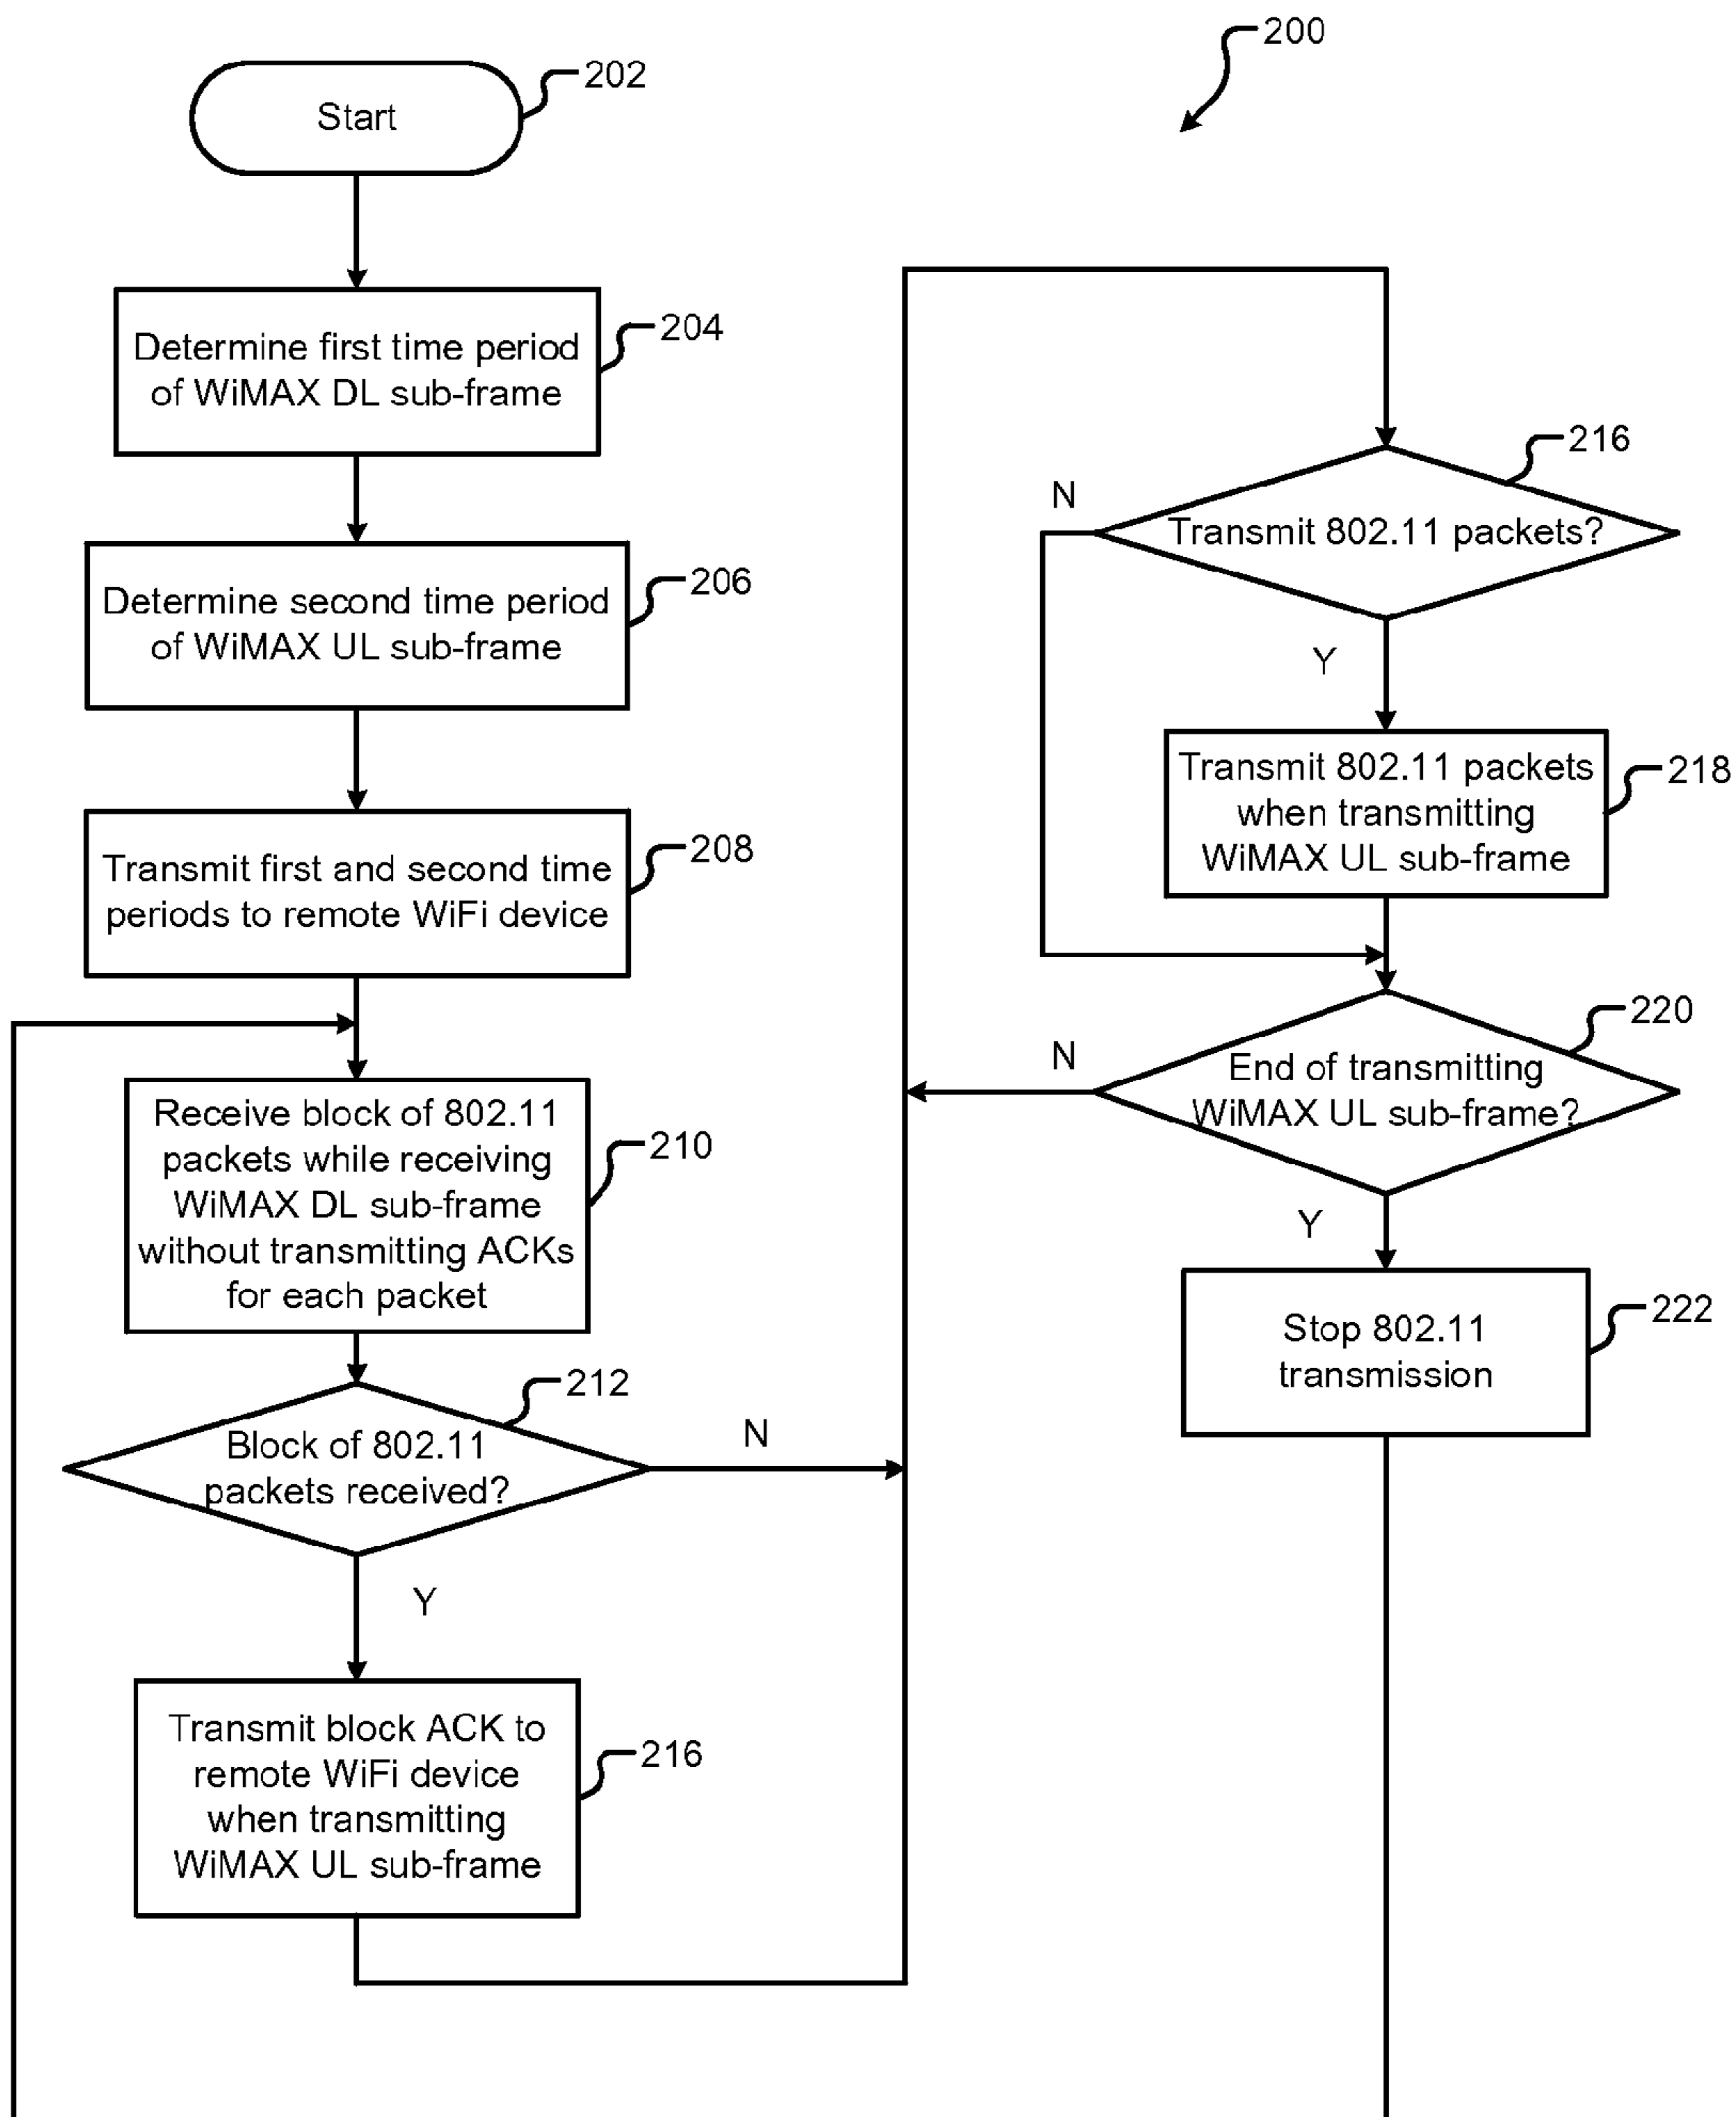 200
Start
202
Determine first time period
of WiMAX DL sub-frame
204
Determine second time period
of WiMAX UL sub-frame
206
Transmit first and second time
periods to remote WiFi device
208
Receive block of 802.11
packets while receiving
WiMAX DL sub-frame
without transmitting ACKs
for each packet
210
Block of 802.11
packets received?
212
N
Y
Transmit block ACK to
remote WiFi device
when transmitting
WiMAX UL sub-frame
216
Transmit 802.11 packets?
216
N
Y
Transmit 802.11 packets
when transmitting
WiMAX UL sub-frame
218
End of transmitting
WiMAX UL sub-frame?
220
N
Y
Stop 802.11
transmission
222